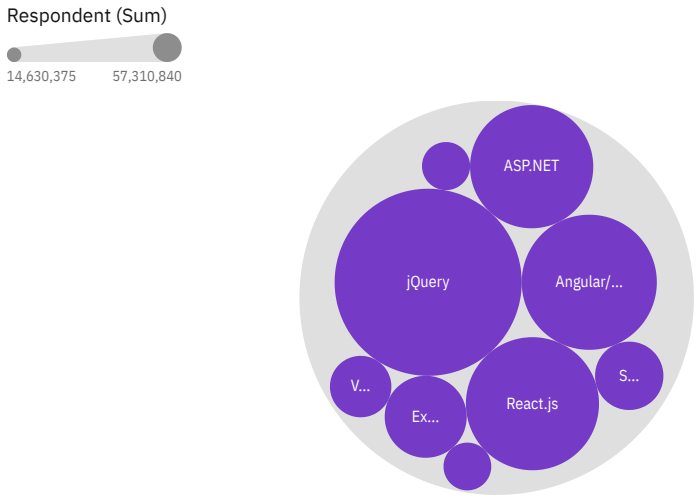 Respondent (Sum)
14,630,375 57,310,840
ASP.NET
jQuery
Angular/...
V...
Ex...
React.js
S...